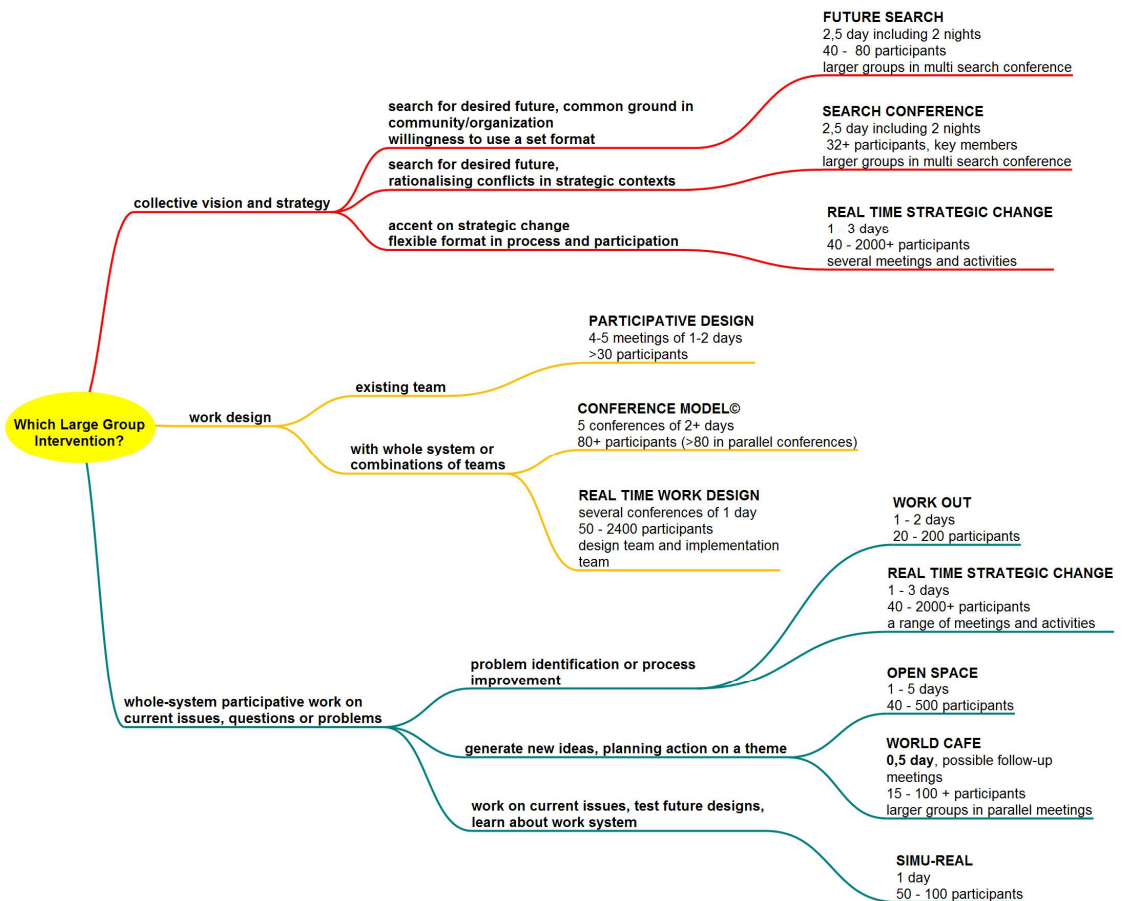 FUTURE SEARCH
2,5 day including 2 nights
40 - 80 participants
larger groups in multi search conference
search for desired future, common ground in
community/organization
willingness to use a set format
SEARCH CONFERENCE
2,5 day including 2 nights
32+ participants, key members
larger groups in multi search conference
search for desired future,
rationalising conflicts in strategic contexts
collective vision and strategy
accent on strategic change
flexible format in process and participation
REAL TIME STRATEGIC CHANGE
1 - 3 days
40 - 2000+ participants
several meetings and activities
Which Large Group
Intervention?
work design
existing team
PARTICIPATIVE DESIGN
4-5 meetings of 1-2 days
>30 participants
with whole system or
combinations of teams
CONFERENCE MODEL©
5 conferences of 2+ days
80+ participants (>80 in parallel conferences)
REAL TIME WORK DESIGN
several conferences of 1 day
50 - 2400 participants
design team and implementation
team
whole-system participative work on
current issues, questions or problems
problem identification or process
improvement
WORK OUT
1 - 2 days
20 - 200 participants
REAL TIME STRATEGIC CHANGE
1 - 3 days
40 - 2000+ participants
a range of meetings and activities
generate new ideas, planning action on a theme
OPEN SPACE
1 - 5 days
40 - 500 participants
WORLD CAFE
0,5 day, possible follow-up
meetings
15 - 100 + participants
larger groups in parallel meetings
work on current issues, test future designs,
learn about work system
SIMU-REAL
1 day
50 - 100 participants